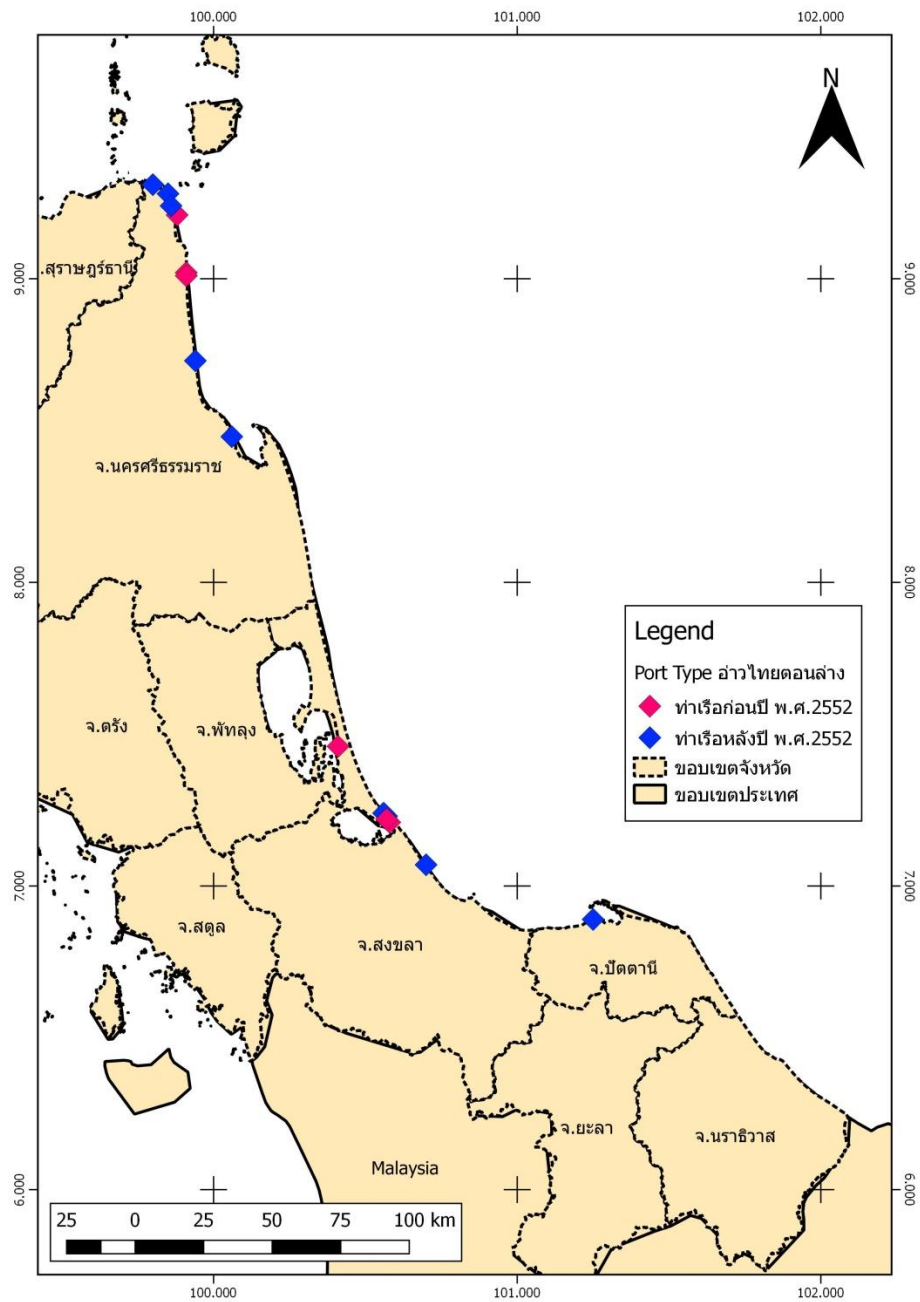 100.000 101.000 102.000
N
9.000 9.000
.สุราษฎร์ธานี
จ.นครศรีธรรมราช
8.000 8.000
Legend
Port Type อ่าวไทยตอนล่าง
ท่าเรือก่อนปี พ.ศ.2552
ท่าเรือหลังปี พ.ศ.2552
ขอบเขตจังหวัด
ขอบเขตประเทศ
จ.ตรัง
จ.พัทลุง
7.000 7.000
จ.สตูล
จ.สงขลา
จ.ปัตตานี
จ.ยะลา
จ.นราธิวาส
Malaysia
6.000 6.000
25 0 25 50 75 100 km
100.000 101.000 102.000